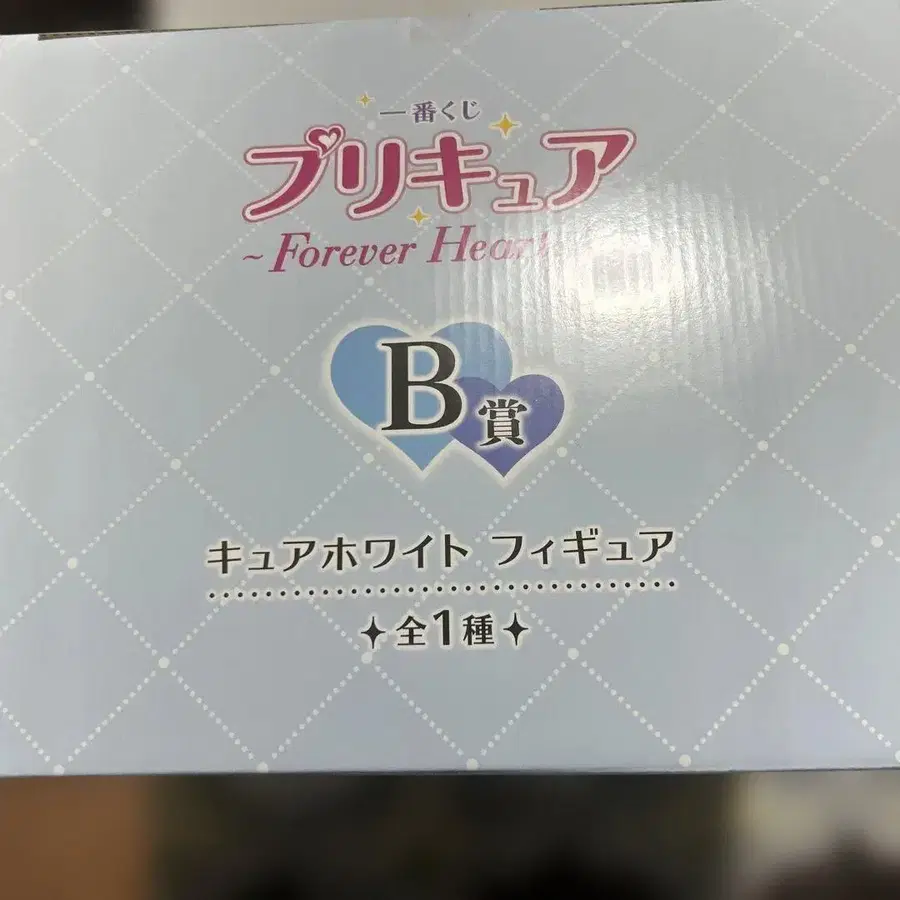 一番くじ
プリキュア
~Forever Heart
B賞
キュアホワイト フィギュア
全1種